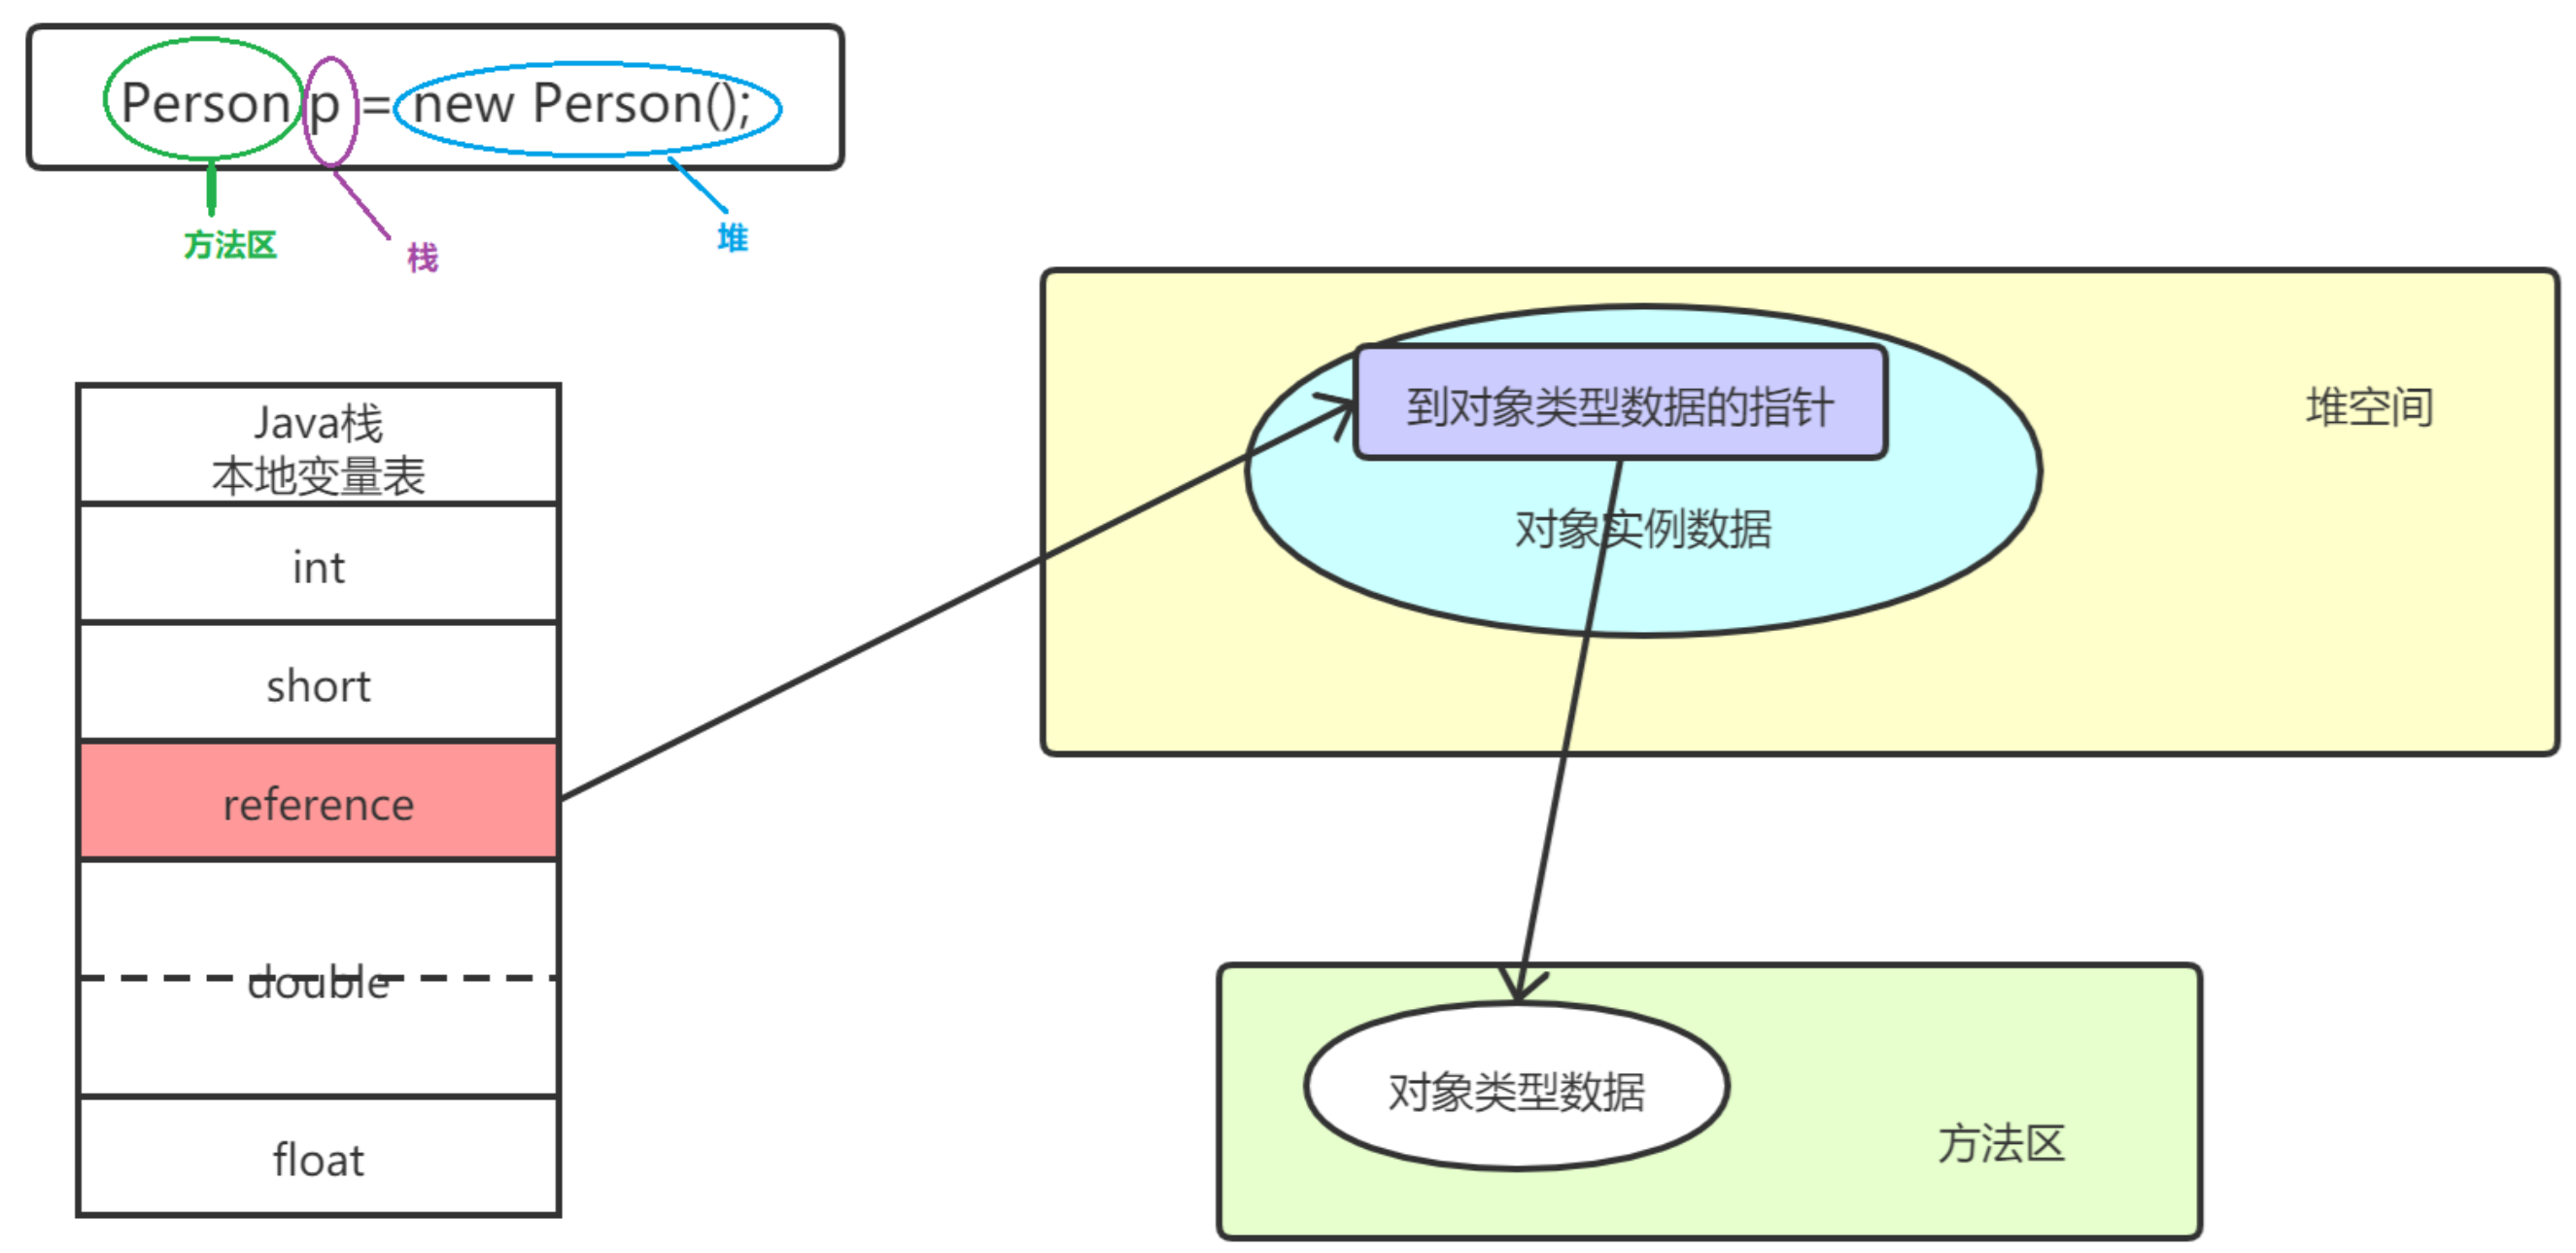 Person p = new Person();
方法区
栈
堆
Java栈
本地变量表
int
short
reference
double
float
到对象类型数据的指针
对象实例数据
堆空间
对象类型数据
方法区